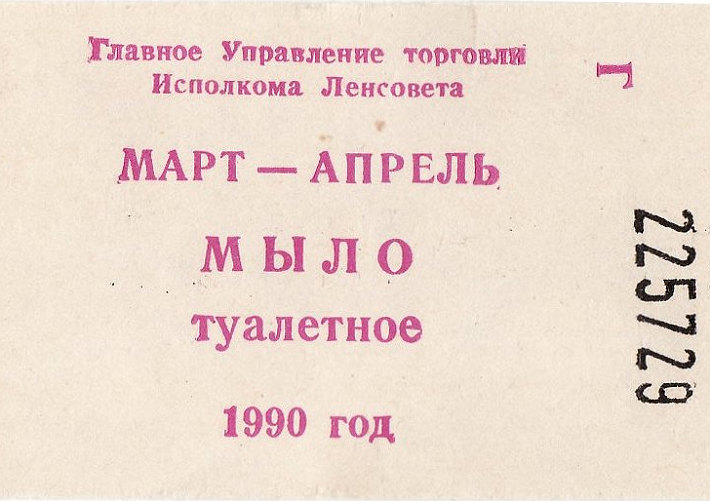 Главное Управление торговли
Исполкома Ленсовета
Г
МАРТ — АПРЕЛЬ
МЫЛО
туалетное
1990 год
225729